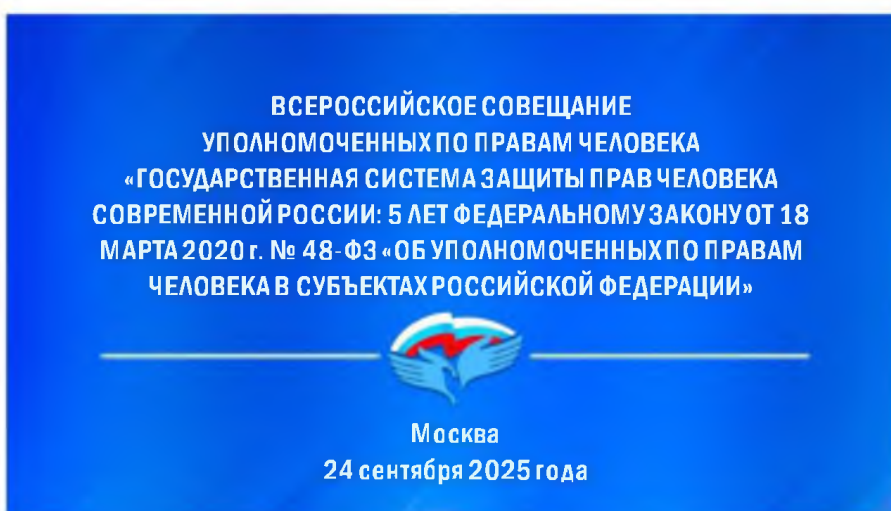 ВСЕРОССИЙСКОЕ СОВЕЩАНИЕ
УПОЛНОМОЧЕННЫХ ПО ПРАВАМ ЧЕЛОВЕКА
«ГОСУДАРСТВЕННАЯ СИСТЕМА ЗАЩИТЫ ПРАВ ЧЕЛОВЕКА
СОВРЕМЕННОЙ РОССИИ: 5 ЛЕТ ФЕДЕРАЛЬНОМУ ЗАКОНУ ОТ 18
МАРТА 2020 г. № 48-ФЗ «ОБ УПОЛНОМОЧЕННЫХ ПО ПРАВАМ
ЧЕЛОВЕКА В СУБЪЕКТАХ РОССИЙСКОЙ ФЕДЕРАЦИИ»
Москва
24 сентября 2025 года